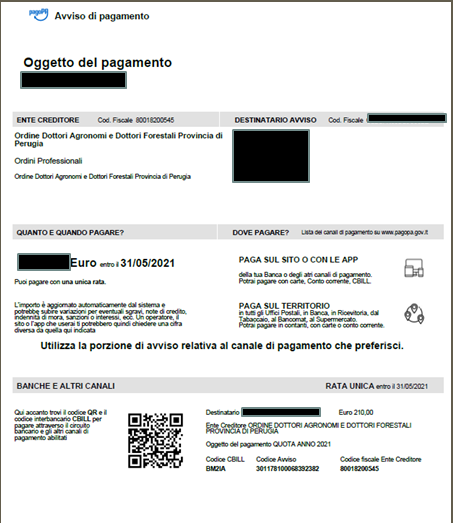 pagoPA Avviso di pagamento
Oggetto del pagamento
ENTE CREDITORE Cod. Fiscale 80018200545
DESTINATARIO AVVISO Cod. Fiscale
Ordine Dottori Agronomi e Dottori Forestali Provincia di
Perugia
Ordini Professionali
Ordine Dottori Agronomi e Dottori Forestali Provincia di Perugia
QUANTO E QUANDO PAGARE?
DOVE PAGARE? Lista dei canali di pagamento su www.pagopa.gov.it
Euro entro il 31/05/2021
Puoi pagare con una unica rata.
L'importo è aggiornato automaticamente dal sistema e
potrebbe subire variazioni per eventuali sgravi, note di credito,
indennità di mora, sanzioni o interessi, ecc. Un operatore, il
sito o l'app che userai ti potrebbero quindi chiedere una cifra
diversa da quella qui indicata
PAGA SUL SITO O CON LE APP
della tua Banca o degli altri canali di pagamento.
Potrai pagare con carte, Conto corrente, CBILL.
PAGA SUL TERRITORIO
in tutti gli Uffici Postali, in Banca, in Ricevitoria, dal
Tabaccaio, al Bancomat, al Supermercato.
Potrai pagare in contanti, con carte o conto corrente.
Utilizza la porzione di avviso relativa al canale di pagamento che preferisci.
BANCHE E ALTRI CANALI
RATA UNICA entro il 31/05/2021
Qui accanto trovi il codice QR e il
codice interbancario CBILL per
pagare attraverso il circuito
bancario e gli altri canali di
pagamento abilitati
Destinatario Euro 210,00
Ente Creditore ORDINE DOTTORI AGRONOMI E DOTTORI FORESTALI
PROVINCIA DI PERUGIA
Oggetto del pagamento QUOTA ANNO 2021
Codice CBILL Codice Avviso Codice fiscale Ente Creditore
BM2IA 301178100068392382 80018200545